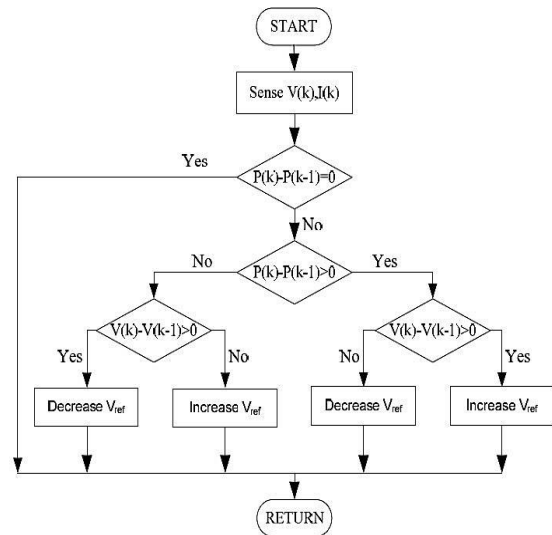 START
Sense V(k),I(k)
Yes
P(k)-P(k-1)=0
No
No
P(k)-P(k-1)>0
Yes
V(k)-V(k-1)>0
V(k)-V(k-1)>0
Yes
No
No
Yes
Decrease Vref
Increase Vref
Decrease Vref
Increase Vref
RETURN